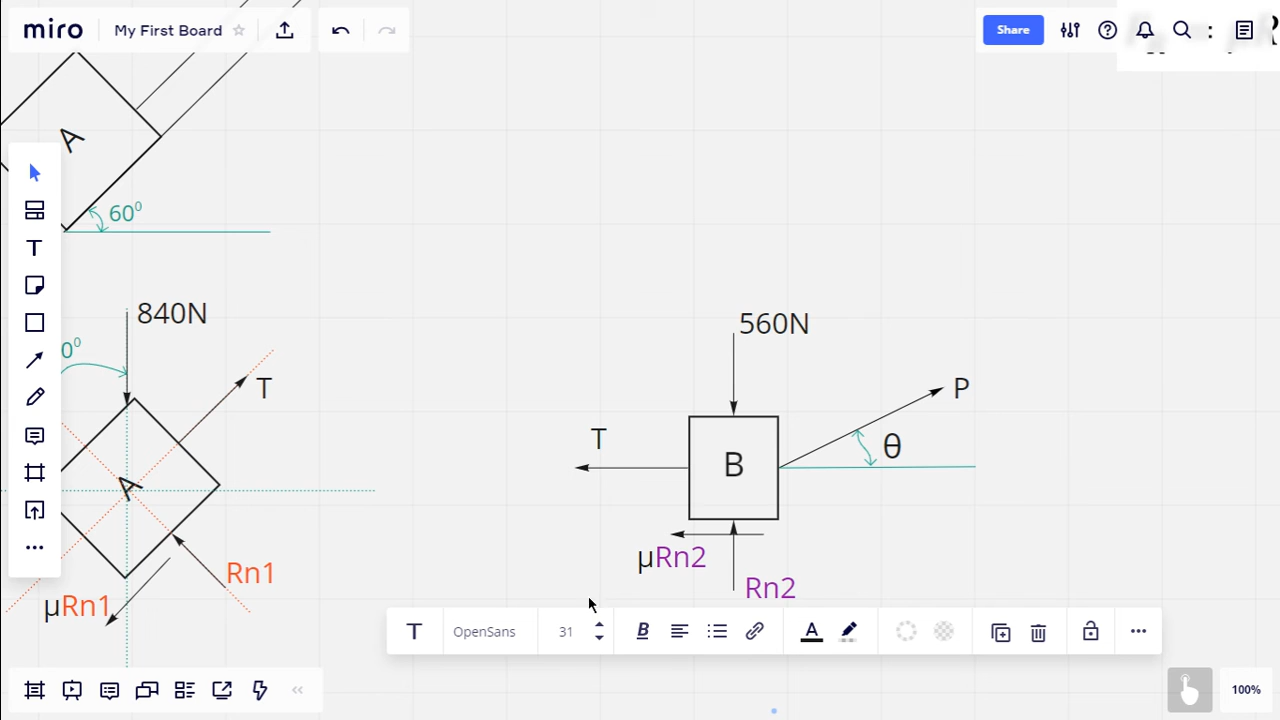 miro
My First Board
Share
A
60⁰
840N
0⁰
T
A
Rn1
μRn1
560N
P
T
θ
B
μRn2
Rn2
T
OpenSans
31
B
A
100%